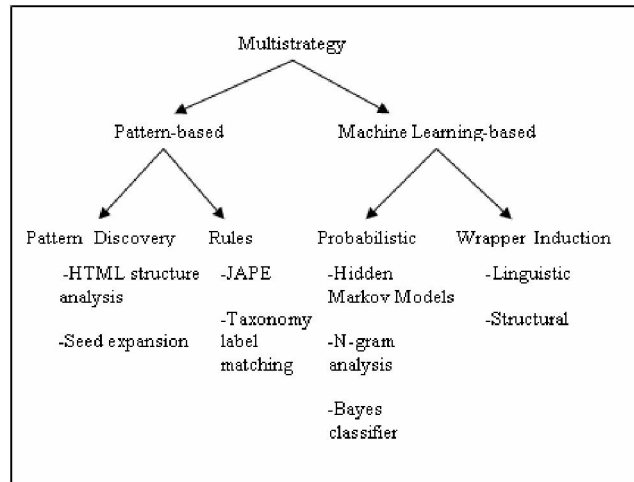 Multistrategy
Pattern-based
Machine Learning-based
Pattern Discovery
-HTML structure
analysis
-Seed expansion
Rules
-JAPE
-Taxonomy
label
matching
Probabilistic
-Hidden
Markov Models
-N-gram
analysis
-Bayes
classifier
Wrapper Induction
-Linguistic
-Structural